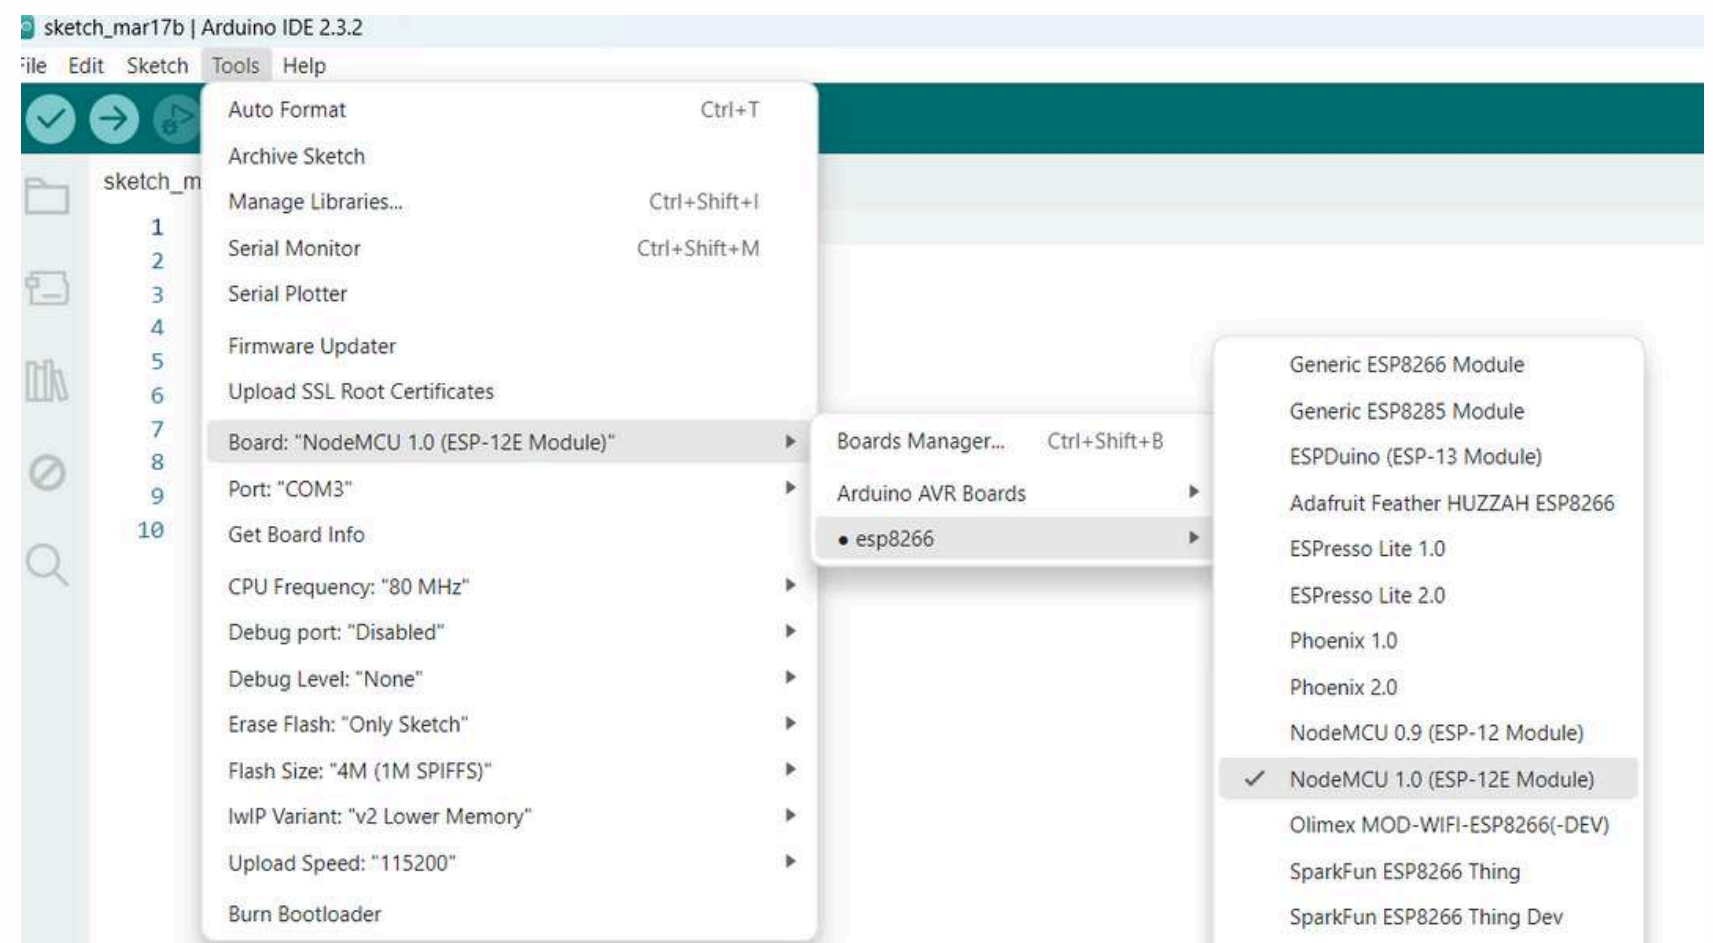 sketch_mar17b | Arduino IDE 2.3.2
File Edit Sketch Tools Help
Auto Format Ctrl+T
Archive Sketch
Manage Libraries... Ctrl+Shift+I
Serial Monitor Ctrl+Shift+M
Serial Plotter
Firmware Updater
Upload SSL Root Certificates
Board: "NodeMCU 1.0 (ESP-12E Module)"
Port: "COM3"
Get Board Info
CPU Frequency: "80 MHz"
Debug port: "Disabled"
Debug Level: "None"
Erase Flash: "Only Sketch"
Flash Size: "4M (1M SPIFFS)"
lwIP Variant: "v2 Lower Memory"
Upload Speed: "115200"
Burn Bootloader
sketch_m
1
2
3
4
5
6
7
8
9
10
Boards Manager... Ctrl+Shift+B
Arduino AVR Boards
• esp8266
Generic ESP8266 Module
Generic ESP8285 Module
ESPDuino (ESP-13 Module)
Adafruit Feather HUZZAH ESP8266
ESPresso Lite 1.0
ESPresso Lite 2.0
Phoenix 1.0
Phoenix 2.0
NodeMCU 0.9 (ESP-12 Module)
✓ NodeMCU 1.0 (ESP-12E Module)
Olimex MOD-WIFI-ESP8266(-DEV)
SparkFun ESP8266 Thing
SparkFun ESP8266 Thing Dev